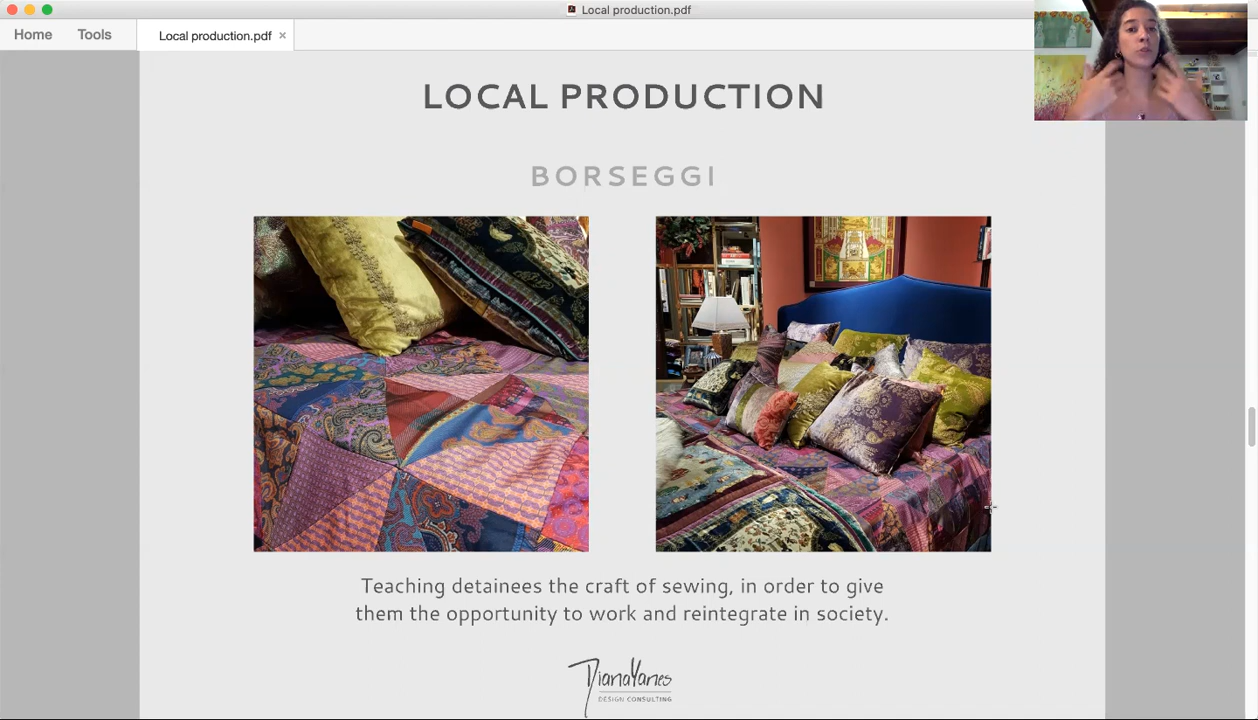 Local production.pdf
Home
Tools
Local production.pdf
LOCAL PRODUCTION
BORSEGGI
Teaching detainees the craft of sewing, in order to give
them the opportunity to work and reintegrate in society.
DianaYanes
DESIGN CONSULTING